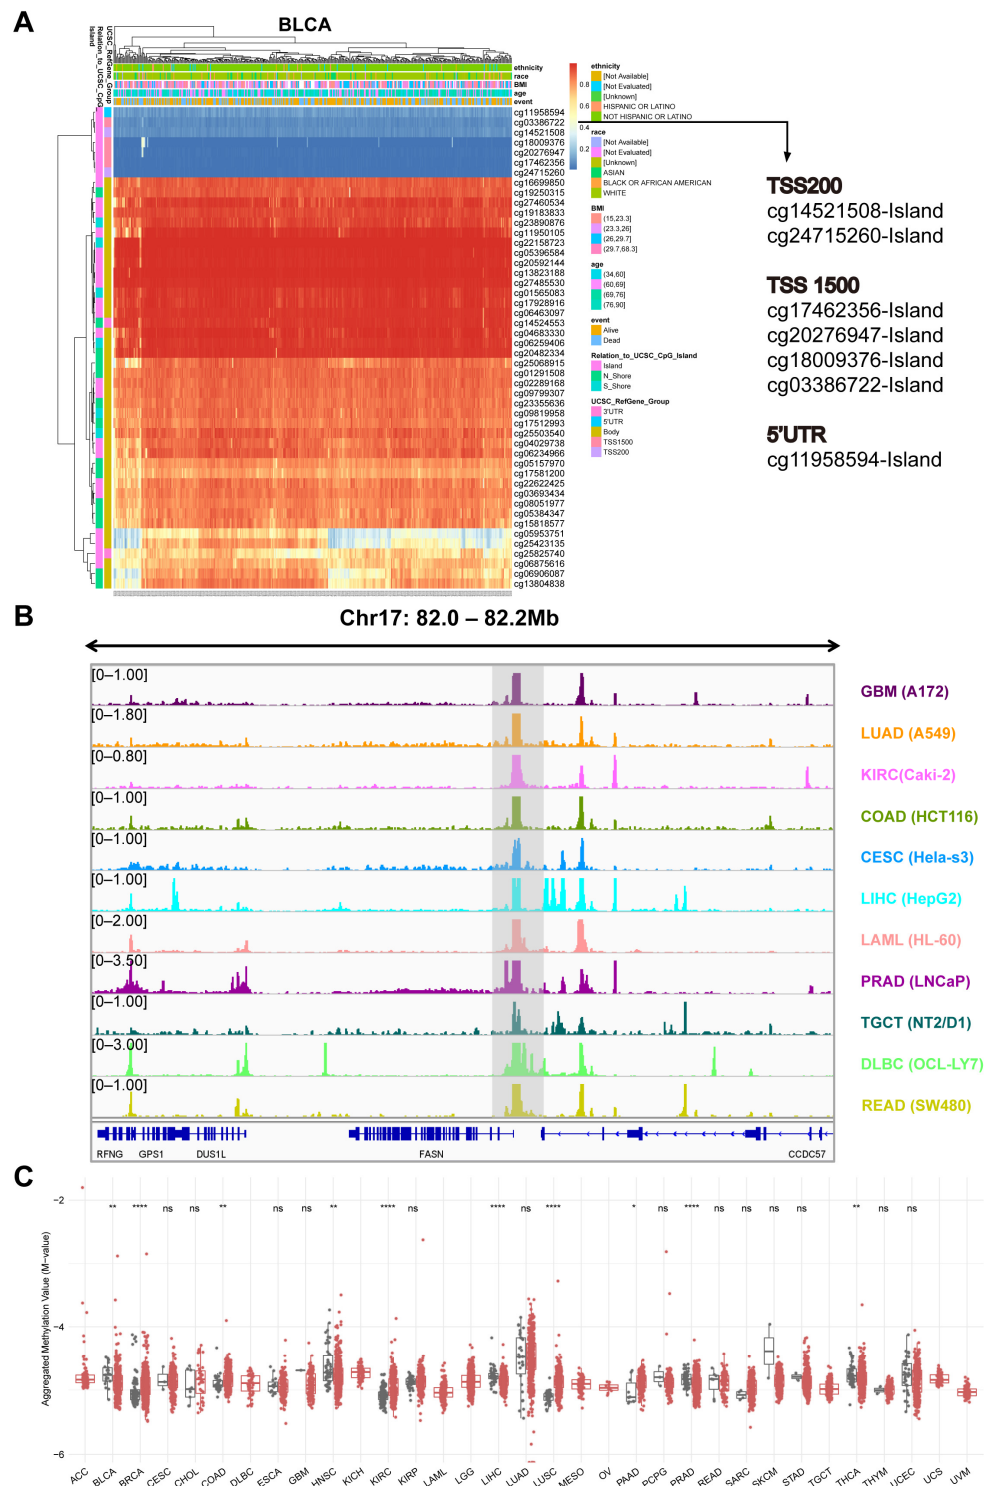 A
BLCA
UCSC_RefGene_Group
Relation_to_UCSC_CpG_Island
ethnicity
race
BMI
age
event
cg11958594
cg03386722
cg14521508
cg18009376
cg20276947
cg17462356
cg24715260
cg16699850
cg19250315
cg27460534
cg19183833
cg23890876
cg11950105
cg22158723
cg05396584
cg20592144
cg13823188
cg27485530
cg01565083
cg17928916
cg06463097
cg14524553
cg04683330
cg06259406
cg20482334
cg25068915
cg01291508
cg02289168
cg09799307
cg23355636
cg09819958
cg17512993
cg25503540
cg04029738
cg06234966
cg05157970
cg17581200
cg22622425
cg03693434
cg08051977
cg05384347
cg15818577
cg05953751
cg25423135
cg25825740
cg06875616
cg06906087
cg13804838
0.8
0.6
0.4
0.2
ethnicity
[Not Available]
[Not Evaluated]
[Unknown]
HISPANIC OR LATINO
NOT HISPANIC OR LATINO
race
[Not Available]
[Not Evaluated]
[Unknown]
ASIAN
BLACK OR AFRICAN AMERICAN
WHITE
BMI
(15,23.3]
(23.3,26]
(26,29.7]
(29.7,68.3]
age
(34,60]
(60,69]
(69,76]
(76,90]
event
Alive
Dead
Relation_to_UCSC_CpG_Island
Island
N_Shore
S_Shore
UCSC_RefGene_Group
3'UTR
5'UTR
Body
TSS1500
TSS200
TSS200
cg14521508-Island
cg24715260-Island
TSS 1500
cg17462356-Island
cg20276947-Island
cg18009376-Island
cg03386722-Island
5'UTR
cg11958594-Island
B
Chr17: 82.0 – 82.2Mb
[0–1.00]
GBM (A172)
[0–1.80]
LUAD (A549)
[0–0.80]
KIRC(Caki-2)
[0–1.00]
COAD (HCT116)
[0–1.00]
CESC (Hela-s3)
[0–1.00]
LIHC (HepG2)
[0–2.00]
LAML (HL-60)
[0–3.50]
PRAD (LNCaP)
[0–1.00]
TGCT (NT2/D1)
[0–3.00]
DLBC (OCL-LY7)
[0–1.00]
READ (SW480)
RFNG GPS1 DUS1L FASN CCDC57
C
Aggregated Methylation Value (M−value)
−2
−4
−6
** **** ns ns ** ns ns ** **** ns **** ns **** * ns **** ns ns ns ns ** ns ns
ACC BLCA BRCA CESC CHOL COAD DLBC ESCA GBM HNSC KICH KIRC KIRP LAML LGG LIHC LUAD LUSC MESO OV PAAD PCPG PRAD READ SARC SKCM STAD TGCT THCA THYM UCEC UCS UVM